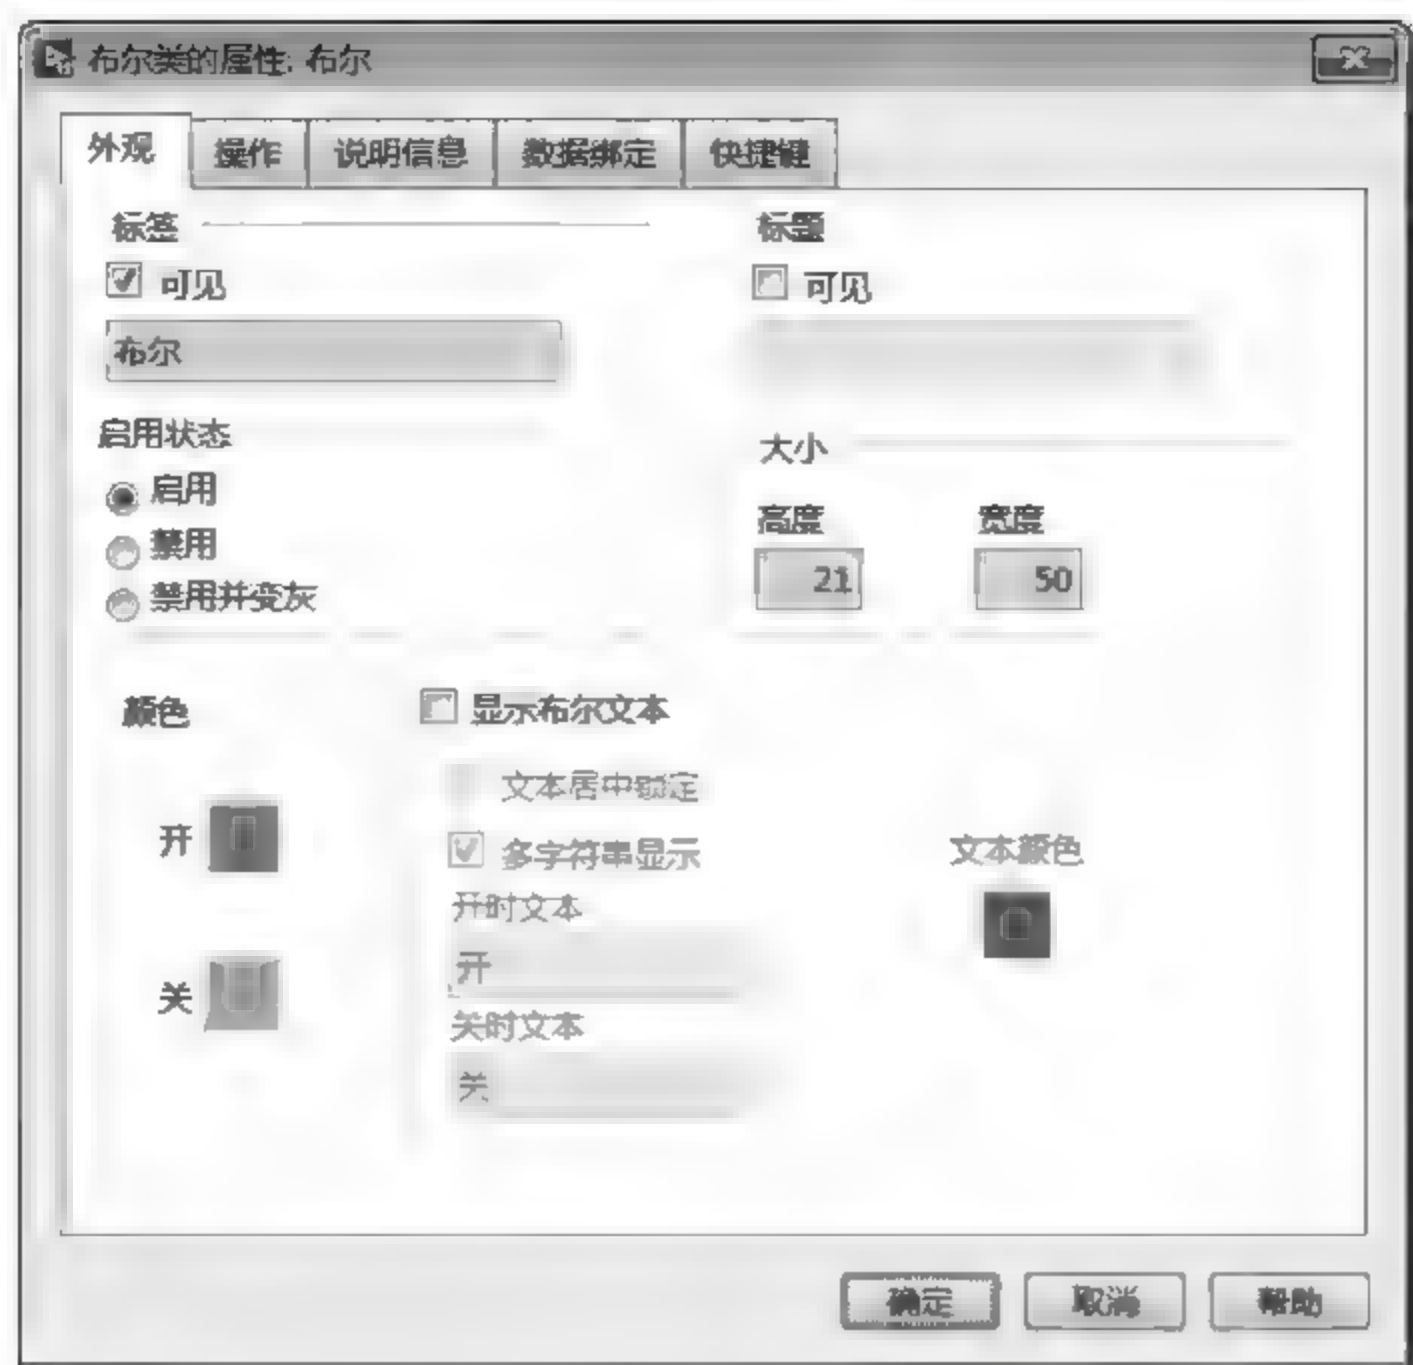 布尔类的属性: 布尔
外观 操作 说明信息 数据绑定 快捷键
标签 标题
可见 可见
布尔
启用状态 大小
启用
禁用
禁用并变灰
高度 宽度
21 50
颜色 显示布尔文本
文本居中锁定
多字符串显示
开 文本颜色
开时文本
开
关
关时文本
关
确定 取消 帮助